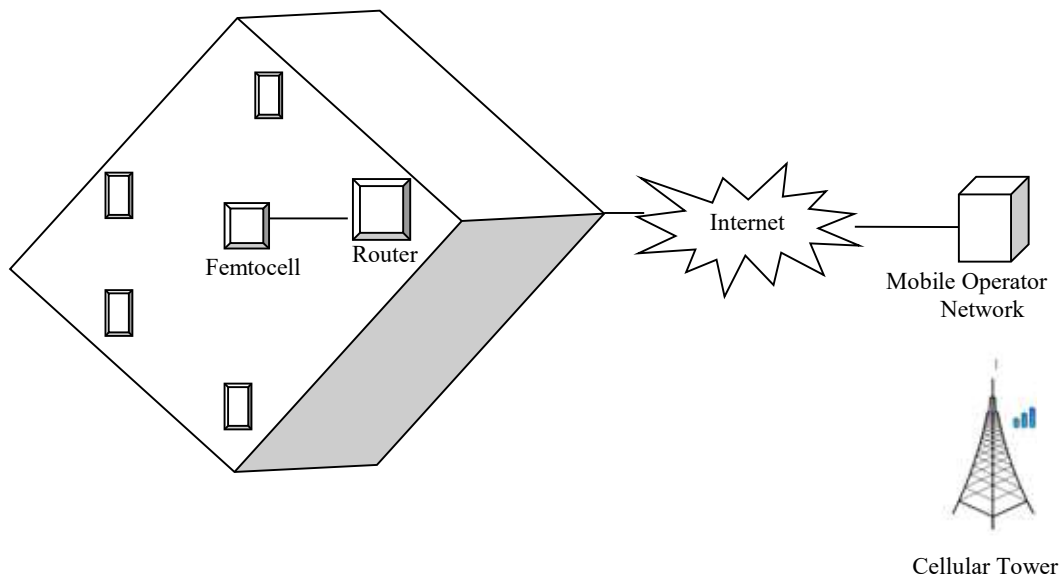 Femtocell
Router
Internet
Mobile Operator
Network
Cellular Tower